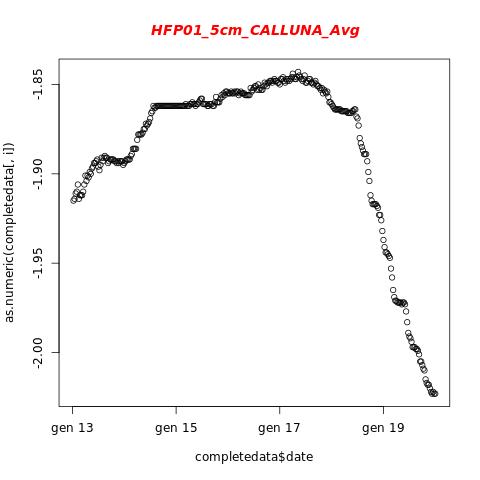 HFP01_5cm_CALLUNA_Avg
as.numeric(completedata[, i])
-1.85
-1.90
-1.95
-2.00
gen 13
gen 15
gen 17
gen 19
completedata$date